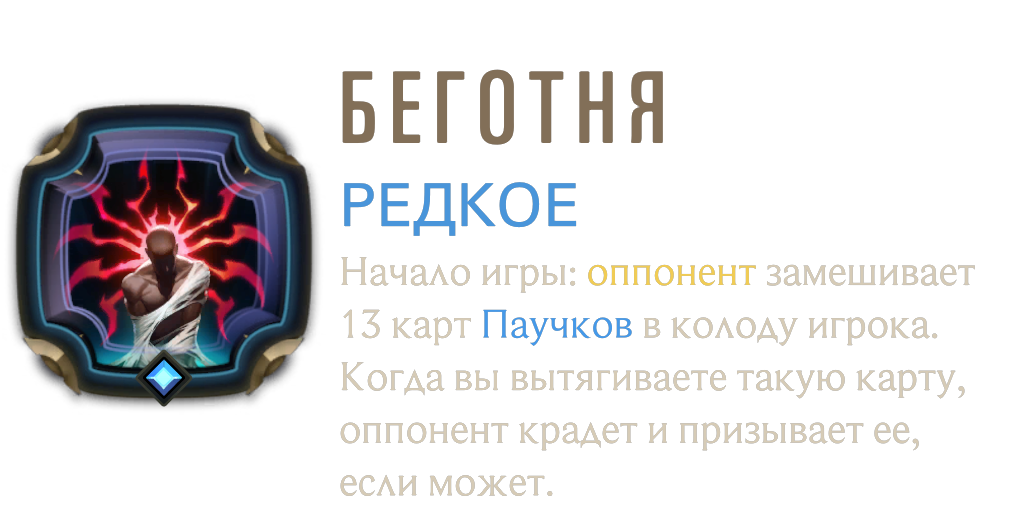 БЕГОТНЯ
РЕДКОЕ
Начало игры: оппонент замешивает
13 карт Паучков в колоду игрока.
Когда вы вытягиваете такую карту,
оппонент крадет и призывает ее,
если может.